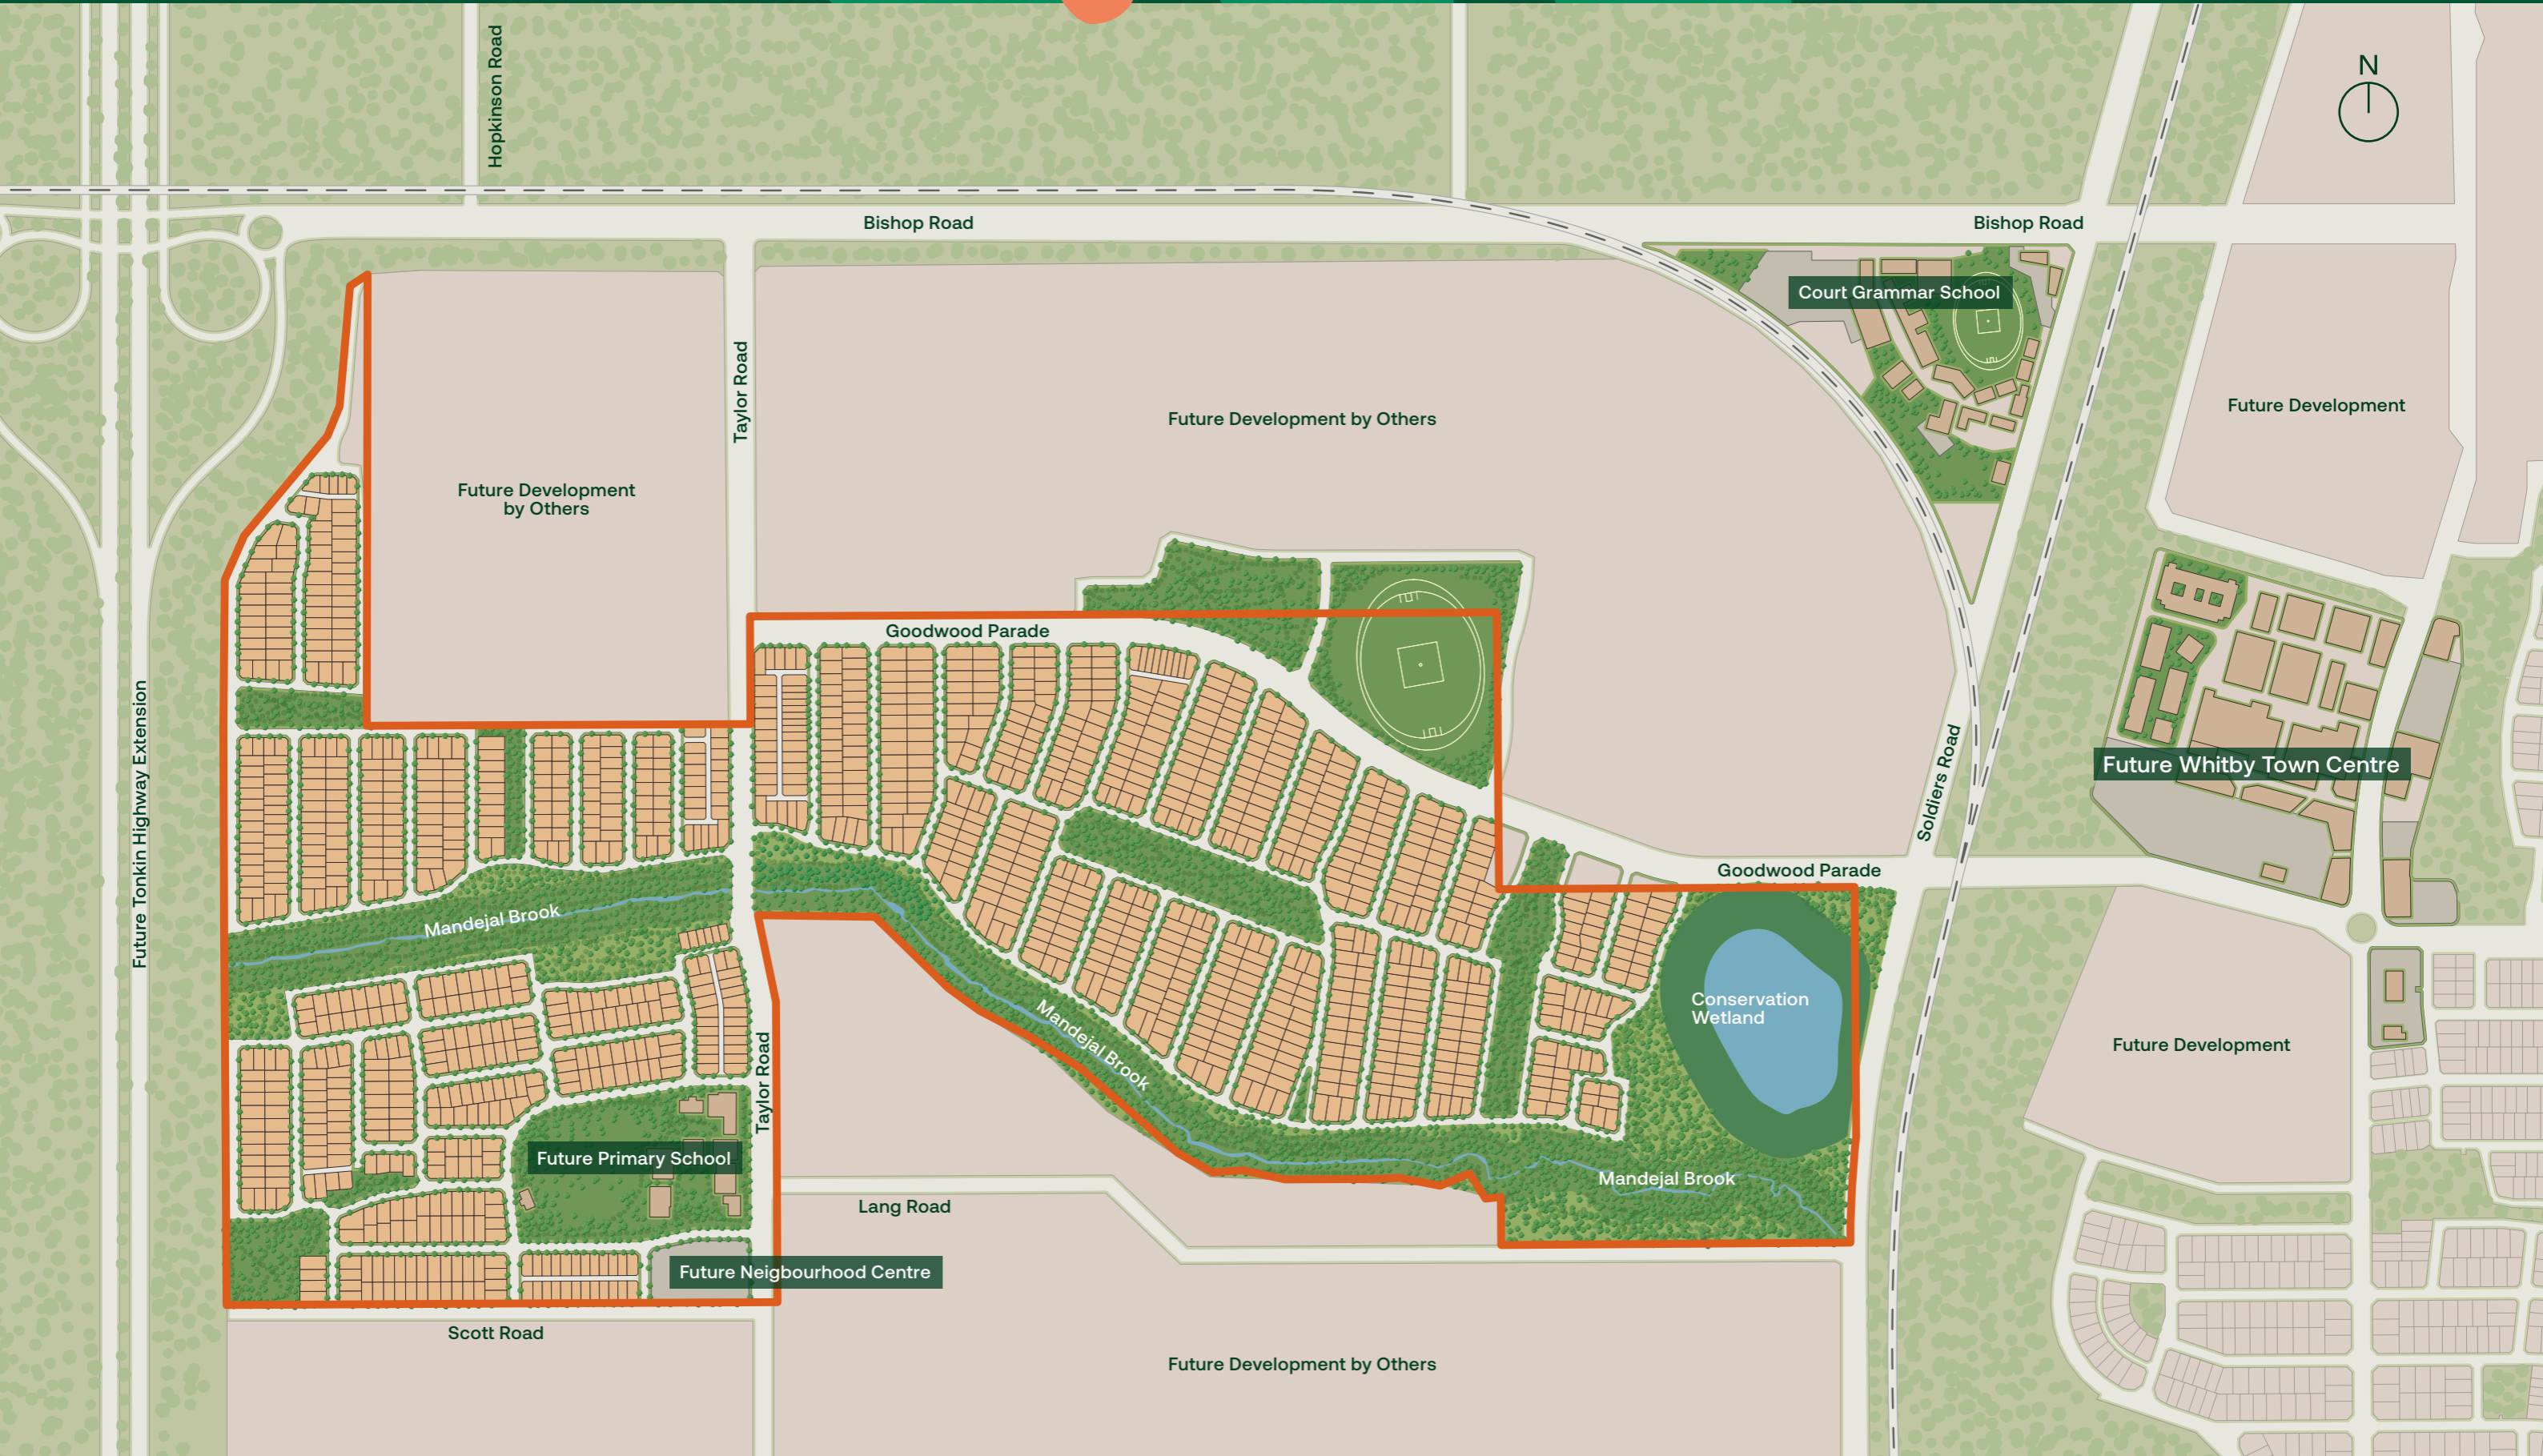 Hopkinson Road
N
Bishop Road
Bishop Road
Court Grammar School
Taylor Road
Future Development by Others
Future Development
Future Development
by Others
Goodwood Parade
Future Tonkin Highway Extension
Soldiers Road
Future Whitby Town Centre
Goodwood Parade
Mandejal Brook
Conservation
Wetland
Mandejal Brook
Taylor Road
Future Development
Future Primary School
Mandejal Brook
Lang Road
Future Neigbourhood Centre
Scott Road
Future Development by Others